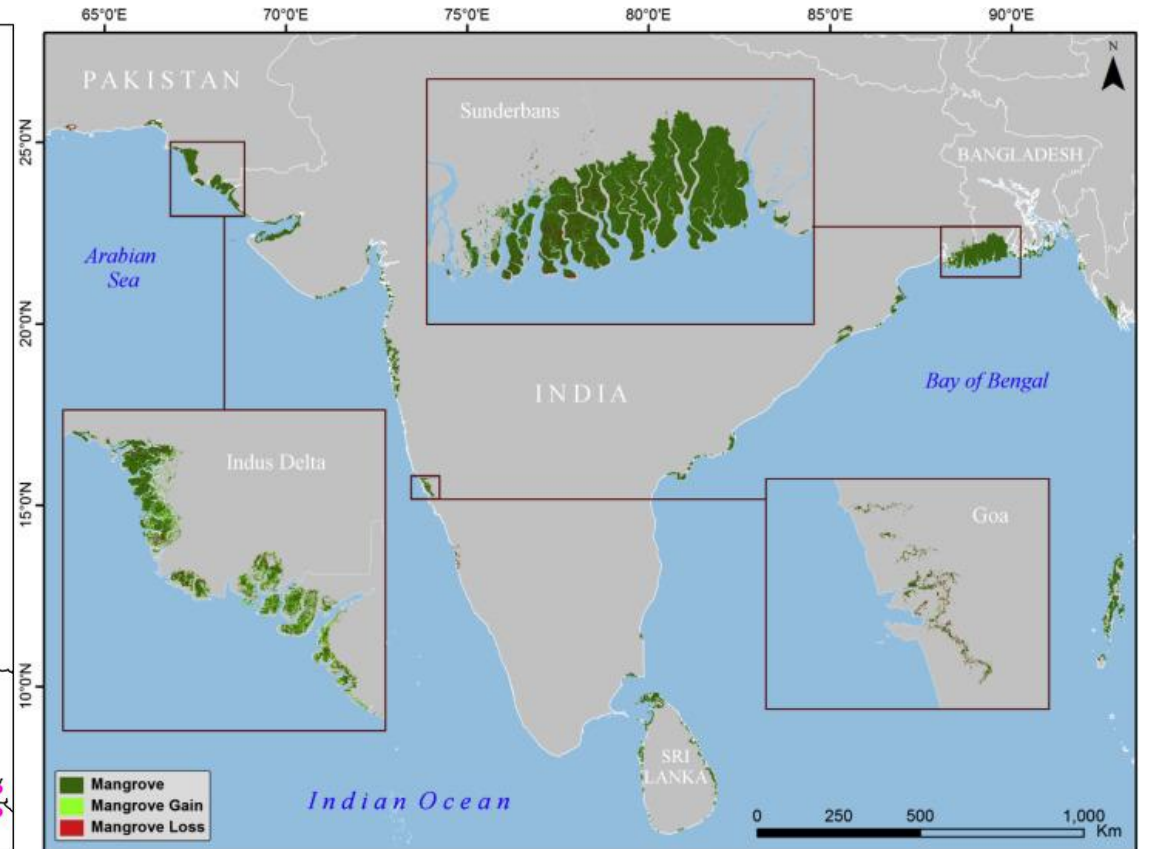 65°0'E 70°0'E 75°0'E 80°0'E 85°0'E 90°0'E
N
PAKISTAN
Sunderbans
25°0'N
BANGLADESH
Arabian
Sea
20°0'N
INDIA
Bay of Bengal
Indus Delta
15°0'N
Goa
10°0'N
SRI
LANKA
Mangrove
Mangrove Gain
Mangrove Loss
Indian Ocean
0 250 500 1,000
Km